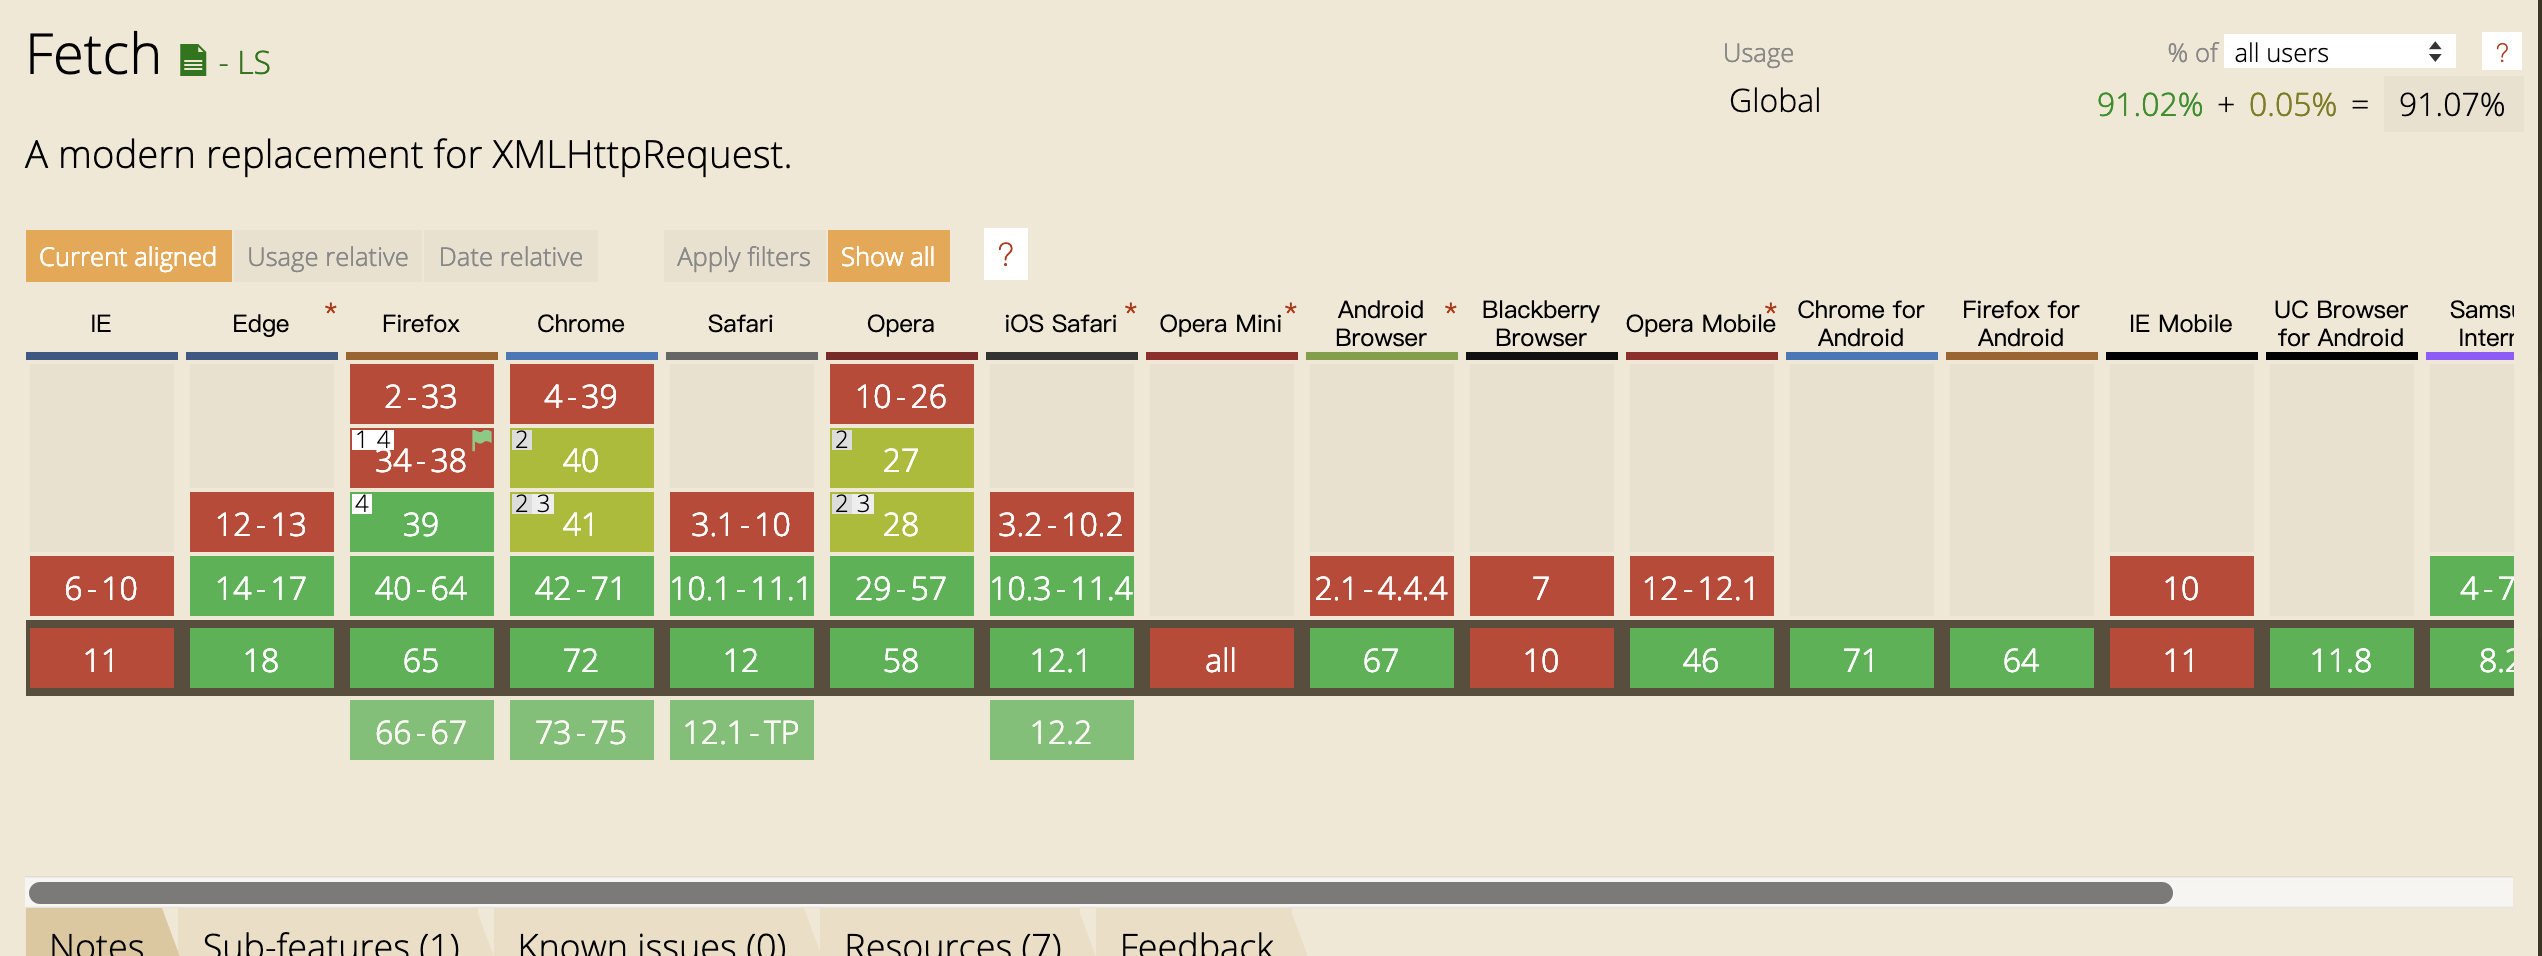 Fetch - LS
Usage % of all users ?
Global 91.02% + 0.05% = 91.07%
A modern replacement for XMLHttpRequest.
Current aligned Usage relative Date relative Apply filters Show all ?
IE Edge * Firefox Chrome Safari Opera iOS Safari * Opera Mini * Android Browser * Blackberry Browser Opera Mobile * Chrome for Android Firefox for Android IE Mobile UC Browser for Android
2-33 4-39 10-26
1 4 34-38 2 40 2 27
12-13 4 39 2 3 41 3.1-10 2 3 28 3.2-10.2
6-10 14-17 40-64 42-71 10.1-11.1 29-57 10.3-11.4 2.1-4.4.4 7 12-12.1 10 4-7
11 18 65 72 12 58 12.1 all 67 10 46 71 64 11 11.8 8.2
66-67 73-75 12.1-TP 12.2
Notes Sub-features (1) Known issues (0) Resources (7) Feedback